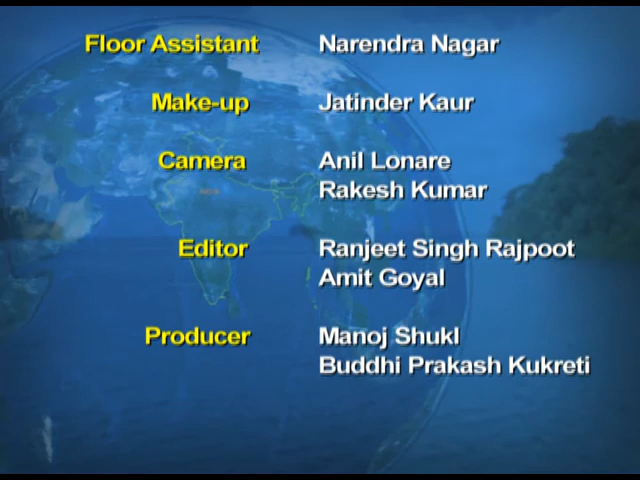 Floor Assistant Narendra Nagar
Make-up Jatinder Kaur
Camera Anil Lonare
Rakesh Kumar
Editor Ranjeet Singh Rajpoot
Amit Goyal
Producer Manoj Shukl
Buddhi Prakash Kukreti